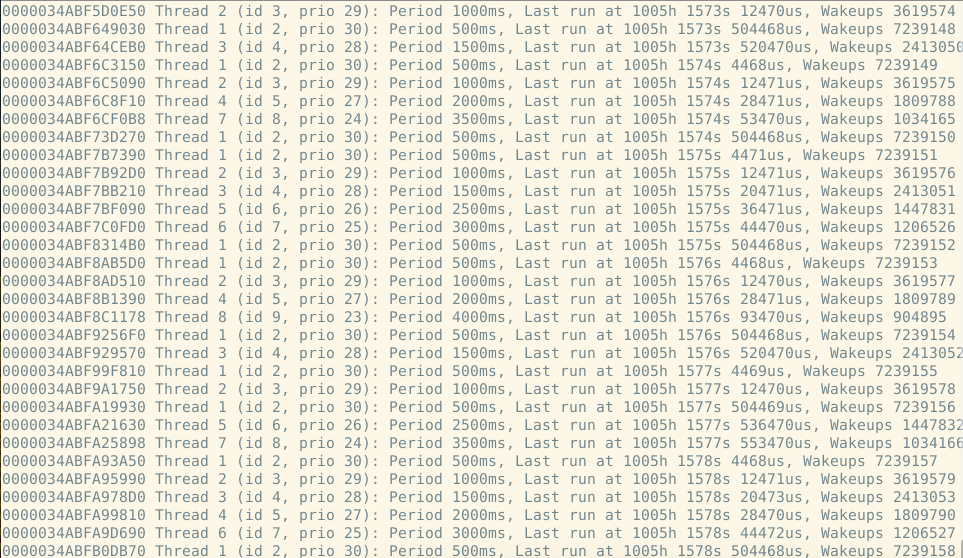 0000034ABF5D0E50 Thread 2 (id 3, prio 29): Period 1000ms, Last run at 1005h 1573s 12470us, Wakeups 3619574
0000034ABF649030 Thread 1 (id 2, prio 30): Period 500ms, Last run at 1005h 1573s 504468us, Wakeups 7239148
0000034ABF64CEB0 Thread 3 (id 4, prio 28): Period 1500ms, Last run at 1005h 1573s 520470us, Wakeups 2413050
0000034ABF6C3150 Thread 1 (id 2, prio 30): Period 500ms, Last run at 1005h 1574s 4468us, Wakeups 7239149
0000034ABF6C5090 Thread 2 (id 3, prio 29): Period 1000ms, Last run at 1005h 1574s 12471us, Wakeups 3619575
0000034ABF6C8F10 Thread 4 (id 5, prio 27): Period 2000ms, Last run at 1005h 1574s 28471us, Wakeups 1809788
0000034ABF6CF0B8 Thread 7 (id 8, prio 24): Period 3500ms, Last run at 1005h 1574s 53470us, Wakeups 1034165
0000034ABF73D270 Thread 1 (id 2, prio 30): Period 500ms, Last run at 1005h 1574s 504468us, Wakeups 7239150
0000034ABF7B7390 Thread 1 (id 2, prio 30): Period 500ms, Last run at 1005h 1575s 4471us, Wakeups 7239151
0000034ABF7B92D0 Thread 2 (id 3, prio 29): Period 1000ms, Last run at 1005h 1575s 12471us, Wakeups 3619576
0000034ABF7BB210 Thread 3 (id 4, prio 28): Period 1500ms, Last run at 1005h 1575s 20471us, Wakeups 2413051
0000034ABF7BF090 Thread 5 (id 6, prio 26): Period 2500ms, Last run at 1005h 1575s 36471us, Wakeups 1447831
0000034ABF7C0FD0 Thread 6 (id 7, prio 25): Period 3000ms, Last run at 1005h 1575s 44470us, Wakeups 1206526
0000034ABF8314B0 Thread 1 (id 2, prio 30): Period 500ms, Last run at 1005h 1575s 504468us, Wakeups 7239152
0000034ABF8AB5D0 Thread 1 (id 2, prio 30): Period 500ms, Last run at 1005h 1576s 4468us, Wakeups 7239153
0000034ABF8AD510 Thread 2 (id 3, prio 29): Period 1000ms, Last run at 1005h 1576s 12470us, Wakeups 3619577
0000034ABF8B1390 Thread 4 (id 5, prio 27): Period 2000ms, Last run at 1005h 1576s 28471us, Wakeups 1809789
0000034ABF8C1178 Thread 8 (id 9, prio 23): Period 4000ms, Last run at 1005h 1576s 93470us, Wakeups 904895
0000034ABF9256F0 Thread 1 (id 2, prio 30): Period 500ms, Last run at 1005h 1576s 504468us, Wakeups 7239154
0000034ABF929570 Thread 3 (id 4, prio 28): Period 1500ms, Last run at 1005h 1576s 520470us, Wakeups 2413052
0000034ABF99F810 Thread 1 (id 2, prio 30): Period 500ms, Last run at 1005h 1577s 4469us, Wakeups 7239155
0000034ABF9A1750 Thread 2 (id 3, prio 29): Period 1000ms, Last run at 1005h 1577s 12470us, Wakeups 3619578
0000034ABFA19930 Thread 1 (id 2, prio 30): Period 500ms, Last run at 1005h 1577s 504469us, Wakeups 7239156
0000034ABFA21630 Thread 5 (id 6, prio 26): Period 2500ms, Last run at 1005h 1577s 536470us, Wakeups 1447832
0000034ABFA25898 Thread 7 (id 8, prio 24): Period 3500ms, Last run at 1005h 1577s 553470us, Wakeups 1034166
0000034ABFA93A50 Thread 1 (id 2, prio 30): Period 500ms, Last run at 1005h 1578s 4468us, Wakeups 7239157
0000034ABFA95990 Thread 2 (id 3, prio 29): Period 1000ms, Last run at 1005h 1578s 12471us, Wakeups 3619579
0000034ABFA978D0 Thread 3 (id 4, prio 28): Period 1500ms, Last run at 1005h 1578s 20473us, Wakeups 2413053
0000034ABFA99810 Thread 4 (id 5, prio 27): Period 2000ms, Last run at 1005h 1578s 28470us, Wakeups 1809790
0000034ABFA9D690 Thread 6 (id 7, prio 25): Period 3000ms, Last run at 1005h 1578s 44472us, Wakeups 1206527
0000034ABFB0DB70 Thread 1 (id 2, prio 30): Period 500ms, Last run at 1005h 1578s 504468us, Wakeups 7239158